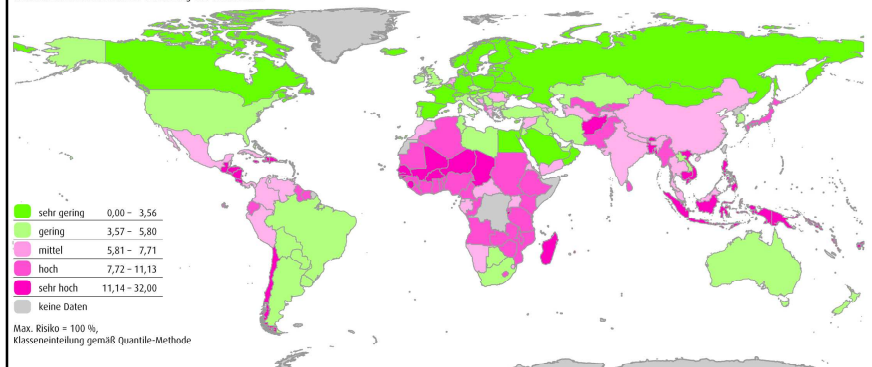 sehr gering 0,00 – 3,56
gering 3,57 – 5,80
mittel 5,81 – 7,71
hoch 7,72 – 11,13
sehr hoch 11,14 – 32,00
keine Daten
Max. Risiko = 100 %,
Klasseneinteilung gemäß Quantile-Methode